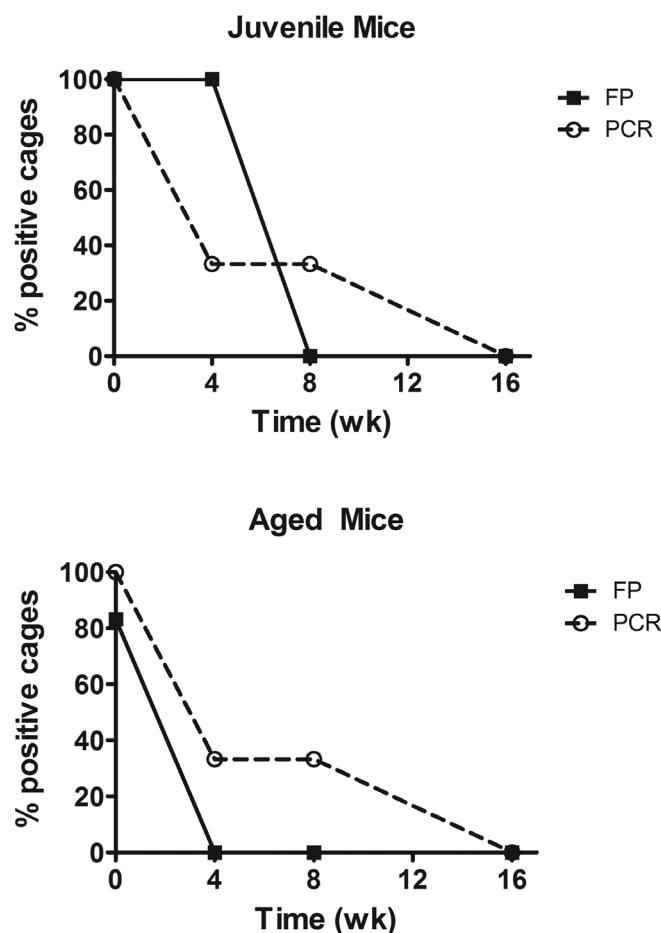 Juvenile Mice
100
80
60
40
20
0
% positive cages
0 4 8 12 16
Time (wk)
FP
PCR
Aged Mice
100
80
60
40
20
0
% positive cages
0 4 8 12 16
Time (wk)
FP
PCR